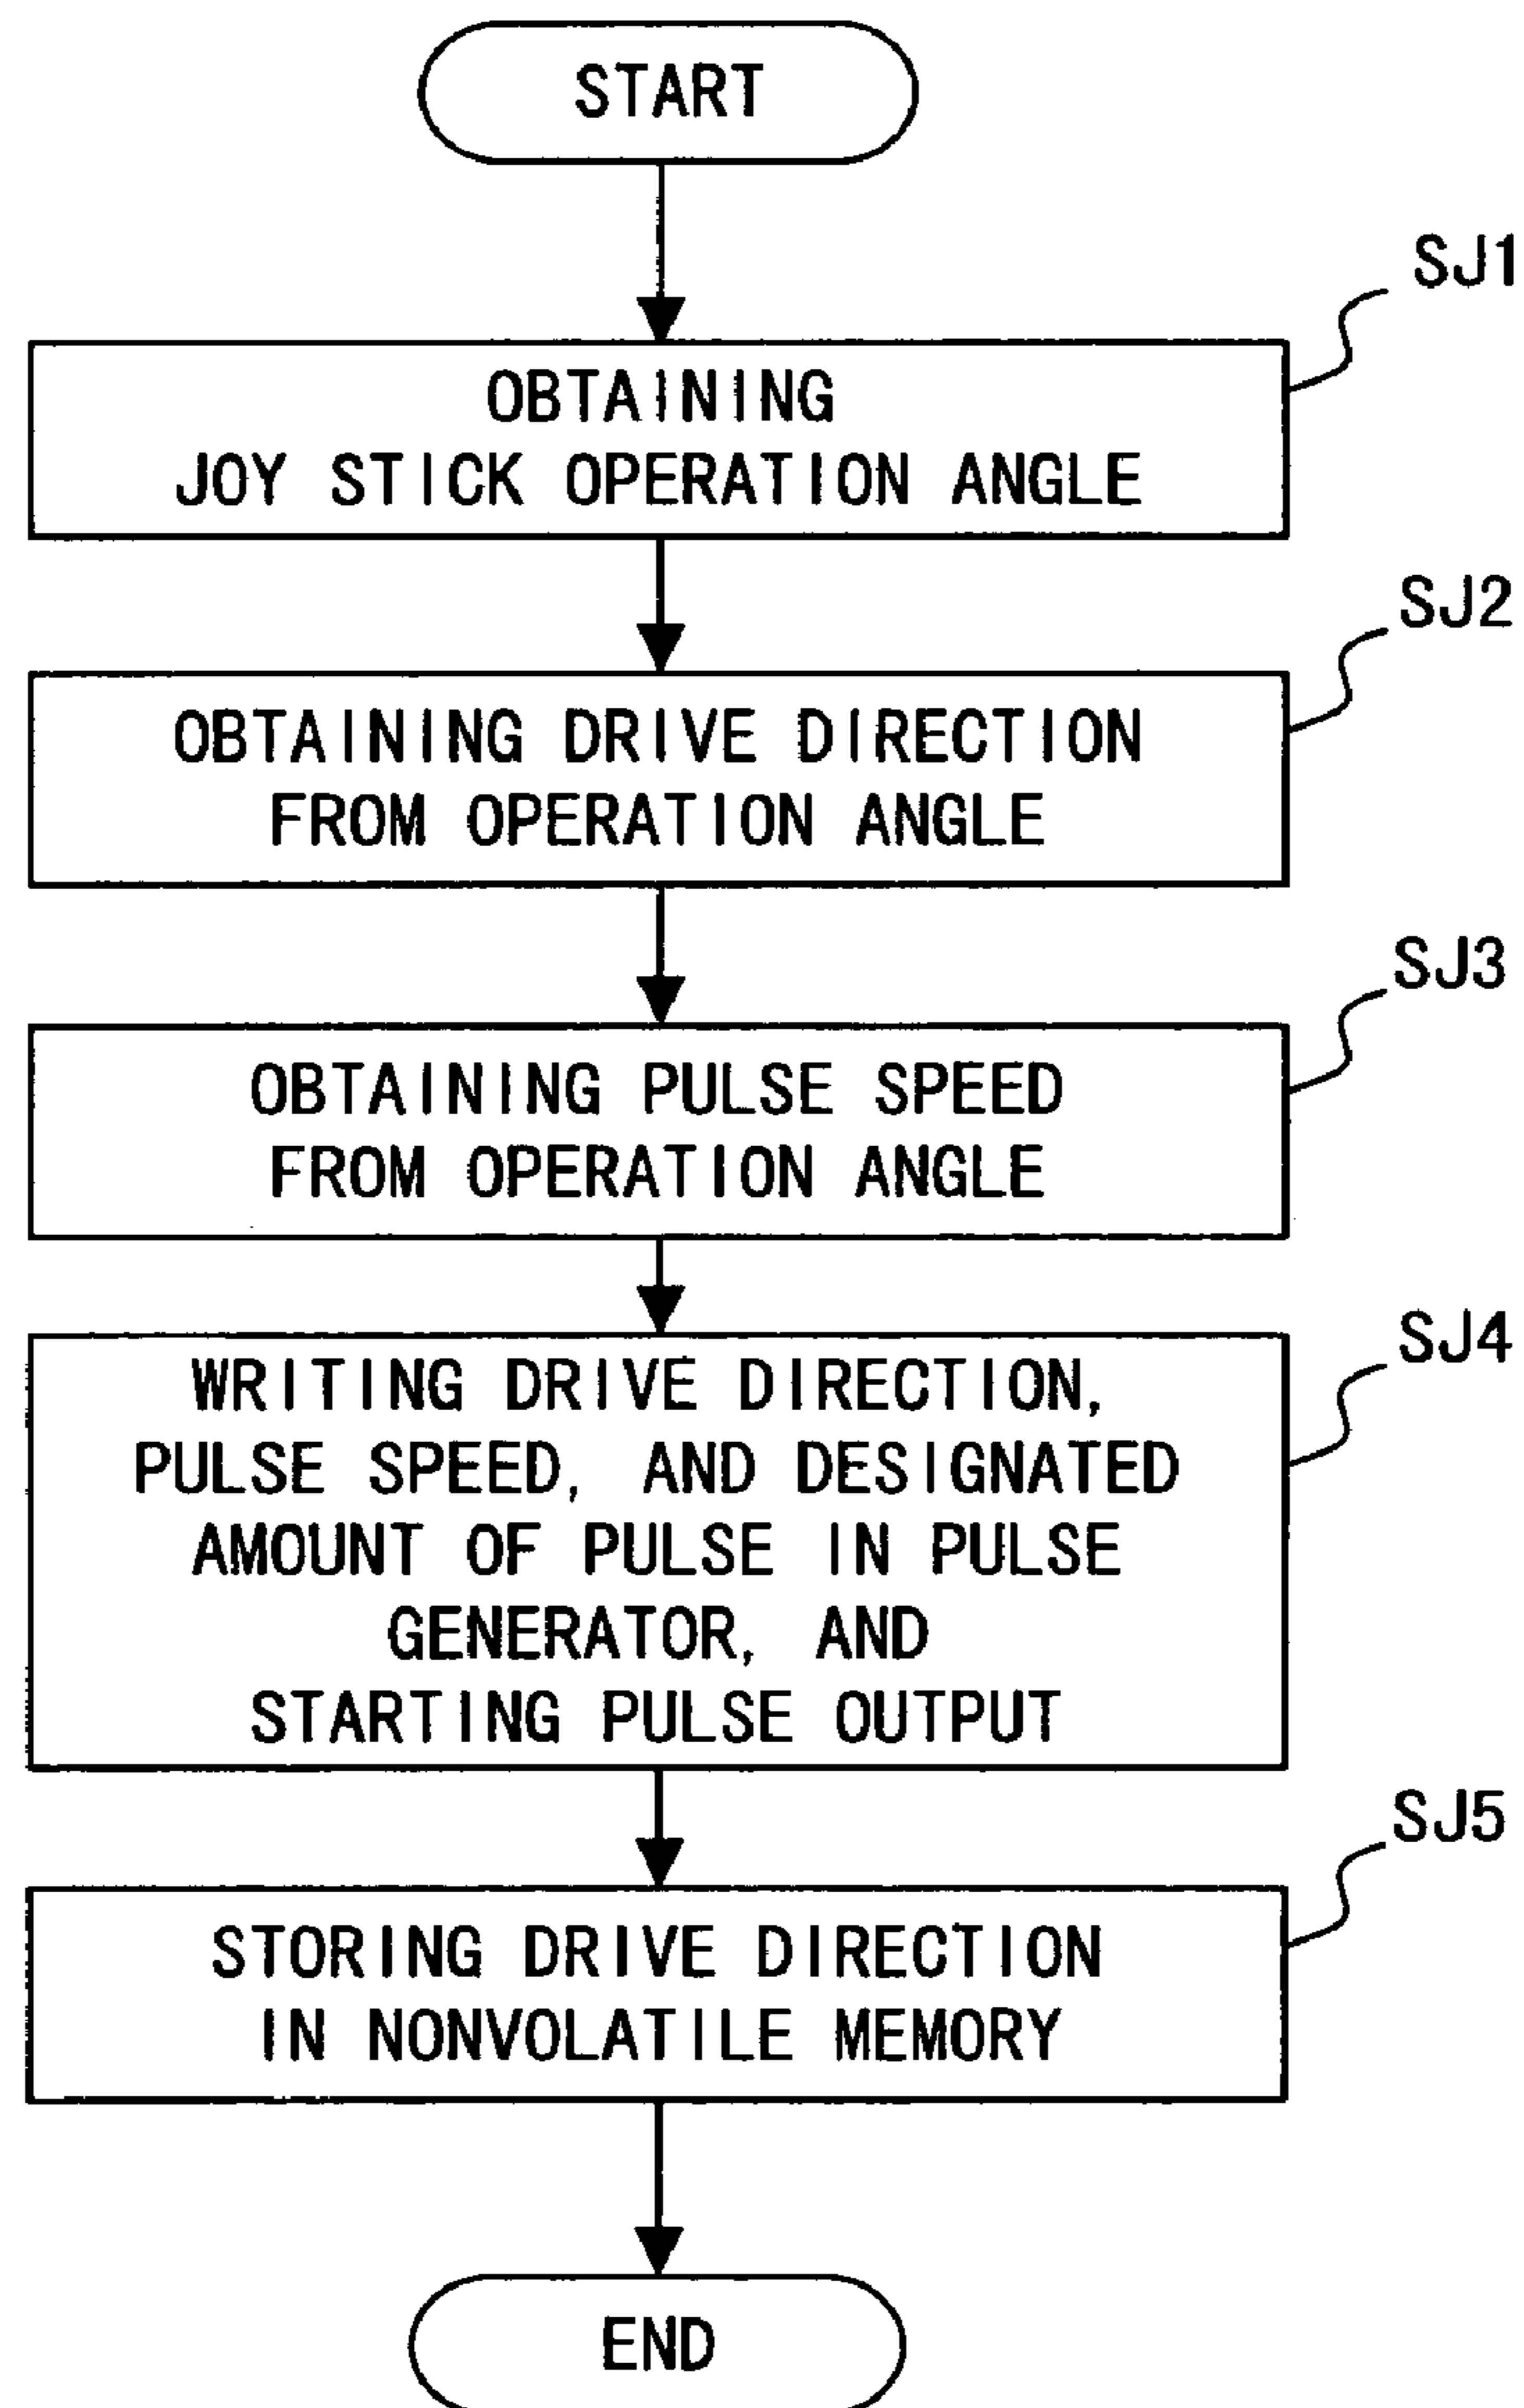 START
SJ1
OBTAINING
JOY STICK OPERATION ANGLE
SJ2
OBTAINING DRIVE DIRECTION
FROM OPERATION ANGLE
SJ3
OBTAINING PULSE SPEED
FROM OPERATION ANGLE
SJ4
WRITING DRIVE DIRECTION,
PULSE SPEED, AND DESIGNATED
AMOUNT OF PULSE IN PULSE
GENERATOR, AND
STARTING PULSE OUTPUT
SJ5
STORING DRIVE DIRECTION
IN NONVOLATILE MEMORY
END